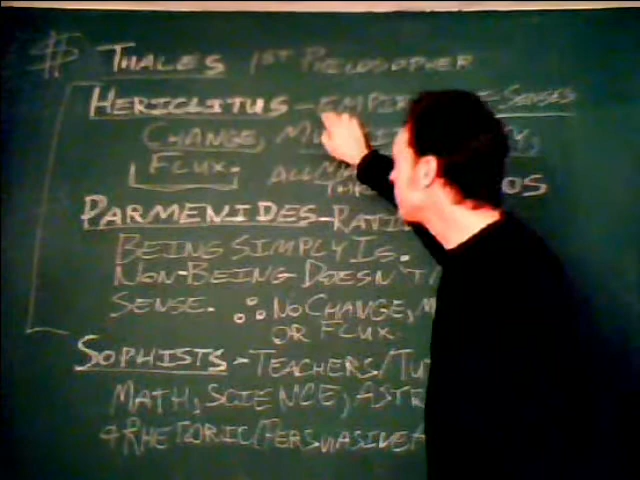 $ THALES 1ST PHILOSOPHER
HERICLITUS - EMPIR = SENSES
CHANGE, MU
FLUX. ALL OS
PARMENIDES - RATI
BEING SIMPLY IS.
NON-BEING DOESN'T
SENSE. ∴ NO CHANGE, M
OR FLUX
SOPHISTS - TEACHERS/TU
MATH, SCIENCE, ASTR
& RHETORIC (PERSUASIVE